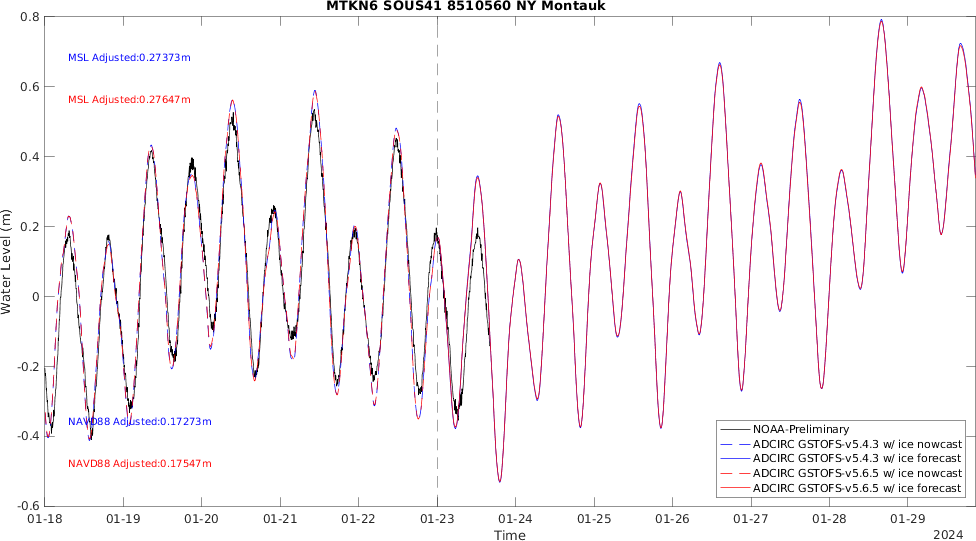 MTKN6 SOUS41 8510560 NY Montauk
0.8
0.6
0.4
0.2
0
-0.2
-0.4
-0.6
Water Level (m)
MSL Adjusted:0.27373m
MSL Adjusted:0.27647m
NAVD88 Adjusted:0.17273m
NAVD88 Adjusted:0.17547m
NOAA-Preliminary
ADCIRC GSTOFS-v5.4.3 w/ ice nowcast
ADCIRC GSTOFS-v5.4.3 w/ ice forecast
ADCIRC GSTOFS-v5.6.5 w/ ice nowcast
ADCIRC GSTOFS-v5.6.5 w/ ice forecast
01-18 01-19 01-20 01-21 01-22 01-23 01-24 01-25 01-26 01-27 01-28 01-29
Time
2024